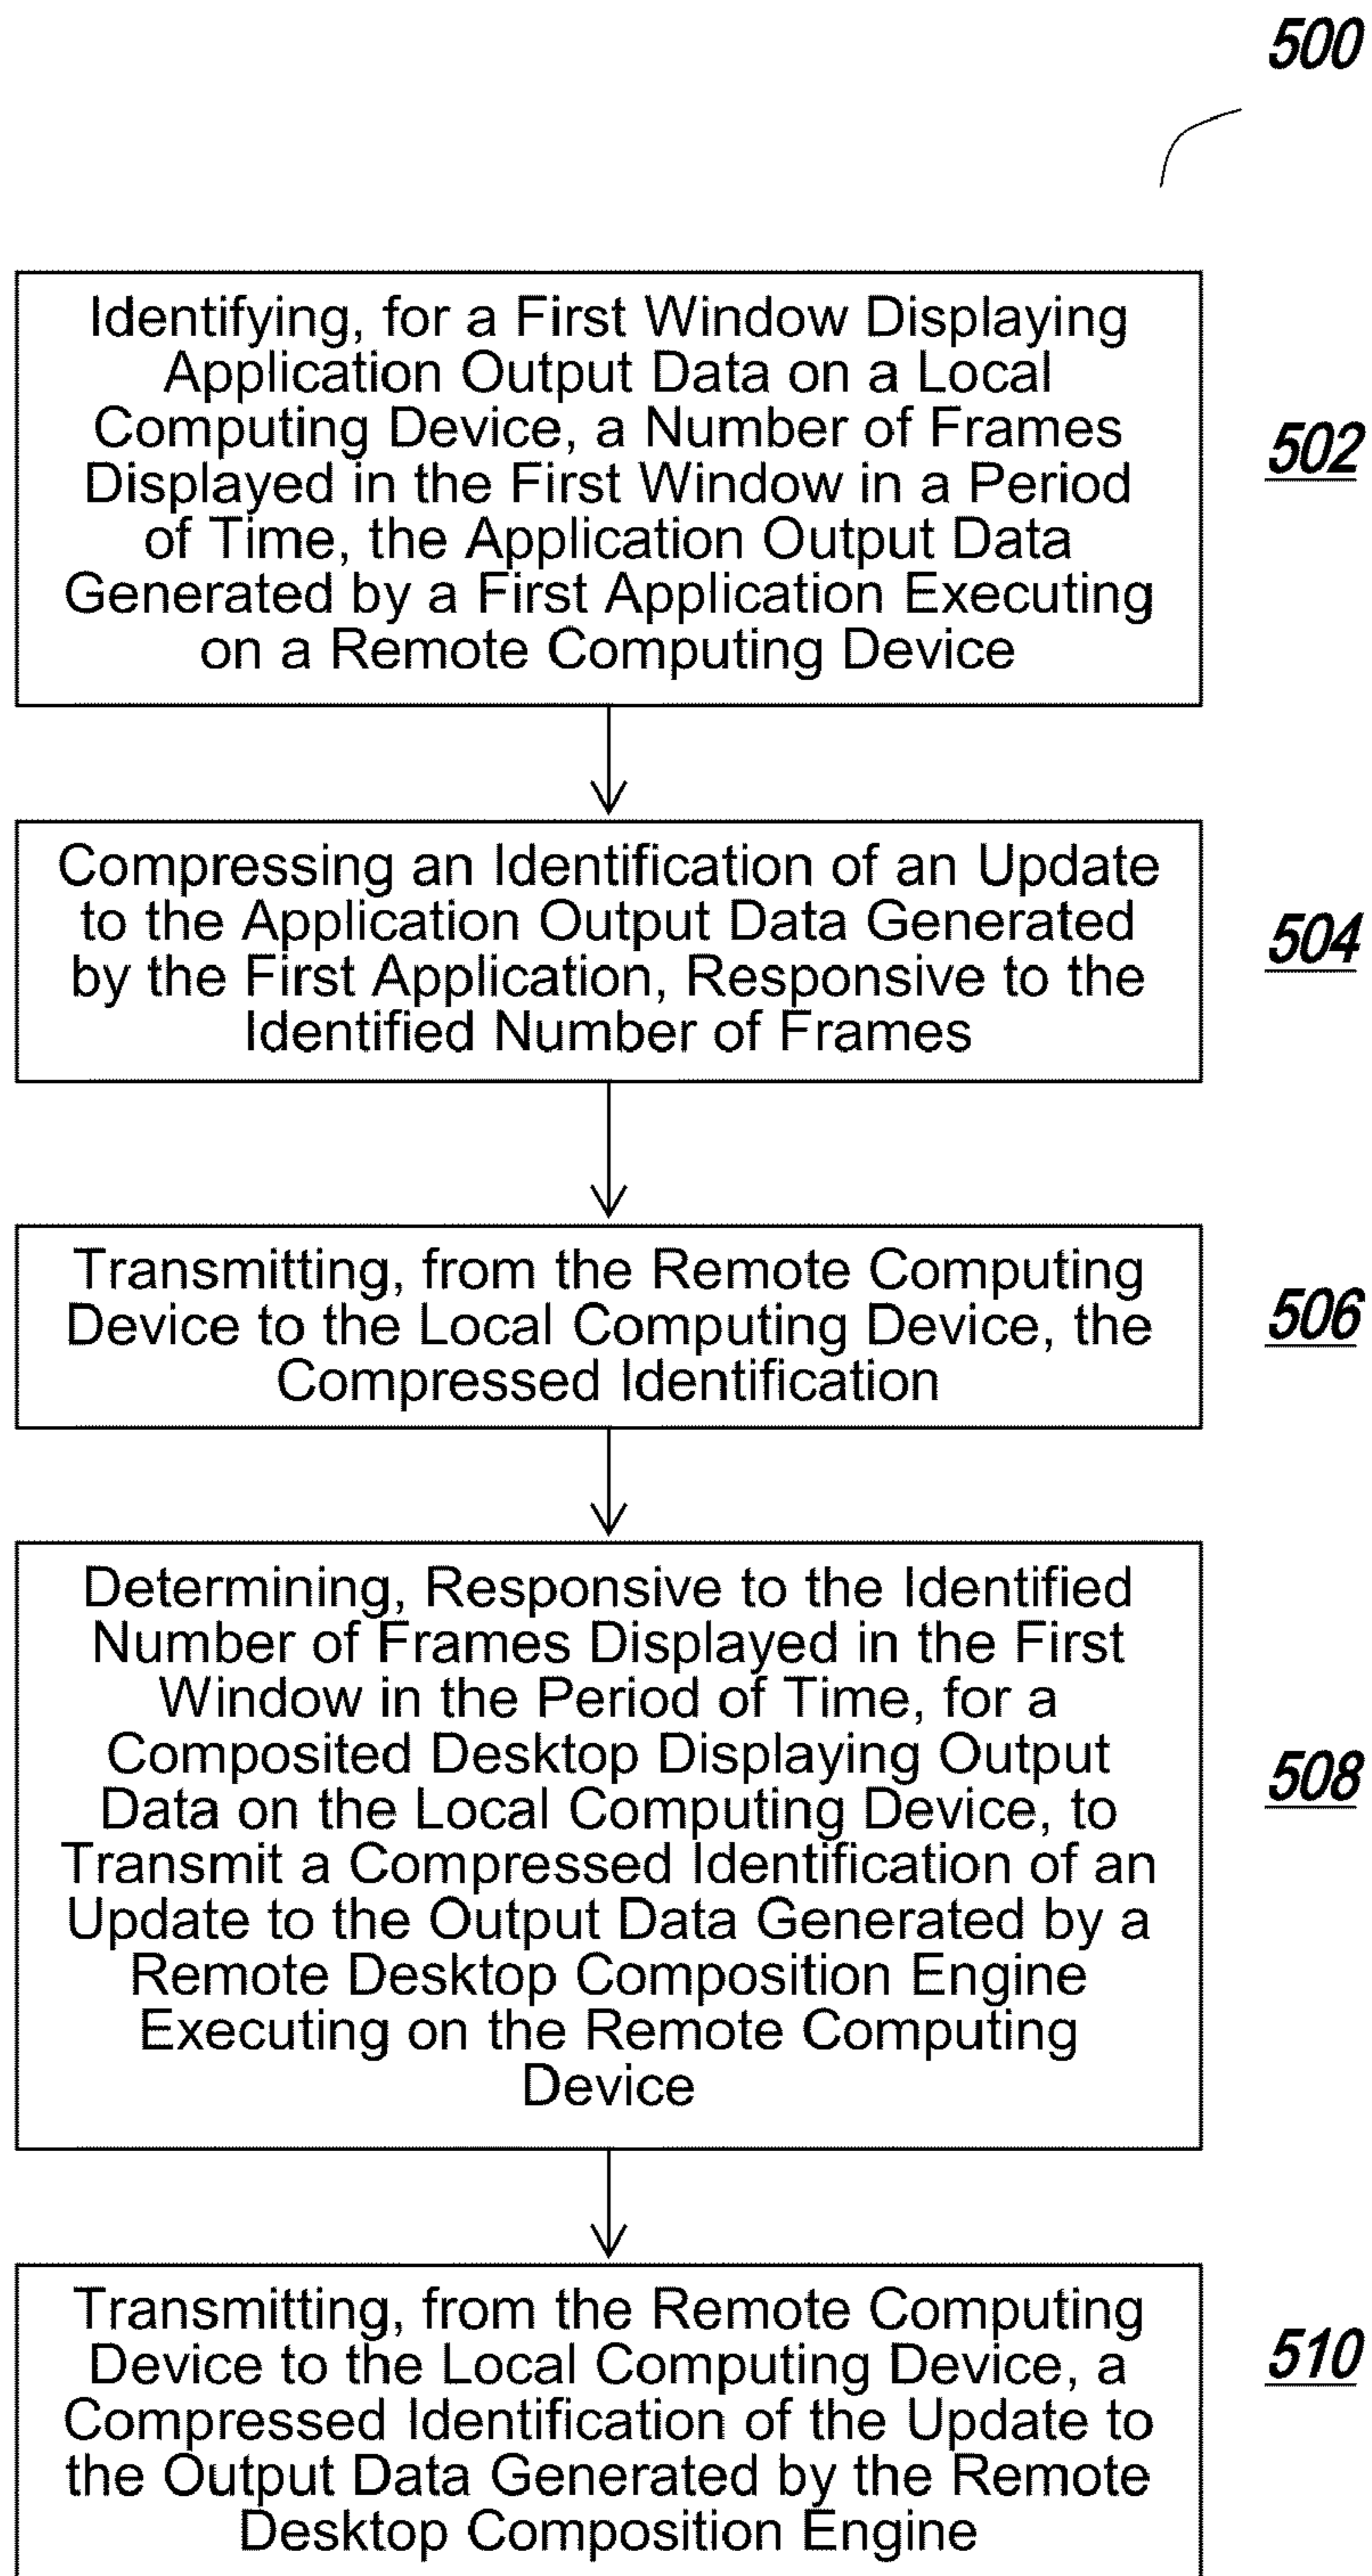 500
Identifying, for a First Window Displaying
Application Output Data on a Local
Computing Device, a Number of Frames
Displayed in the First Window in a Period
of Time, the Application Output Data
Generated by a First Application Executing
on a Remote Computing Device
502
Compressing an Identification of an Update
to the Application Output Data Generated
by the First Application, Responsive to the
Identified Number of Frames
504
Transmitting, from the Remote Computing
Device to the Local Computing Device, the
Compressed Identification
506
Determining, Responsive to the Identified
Number of Frames Displayed in the First
Window in the Period of Time, for a
Composited Desktop Displaying Output
Data on the Local Computing Device, to
Transmit a Compressed Identification of an
Update to the Output Data Generated by a
Remote Desktop Composition Engine
Executing on the Remote Computing
Device
508
Transmitting, from the Remote Computing
Device to the Local Computing Device, a
Compressed Identification of the Update to
the Output Data Generated by the Remote
Desktop Composition Engine
510